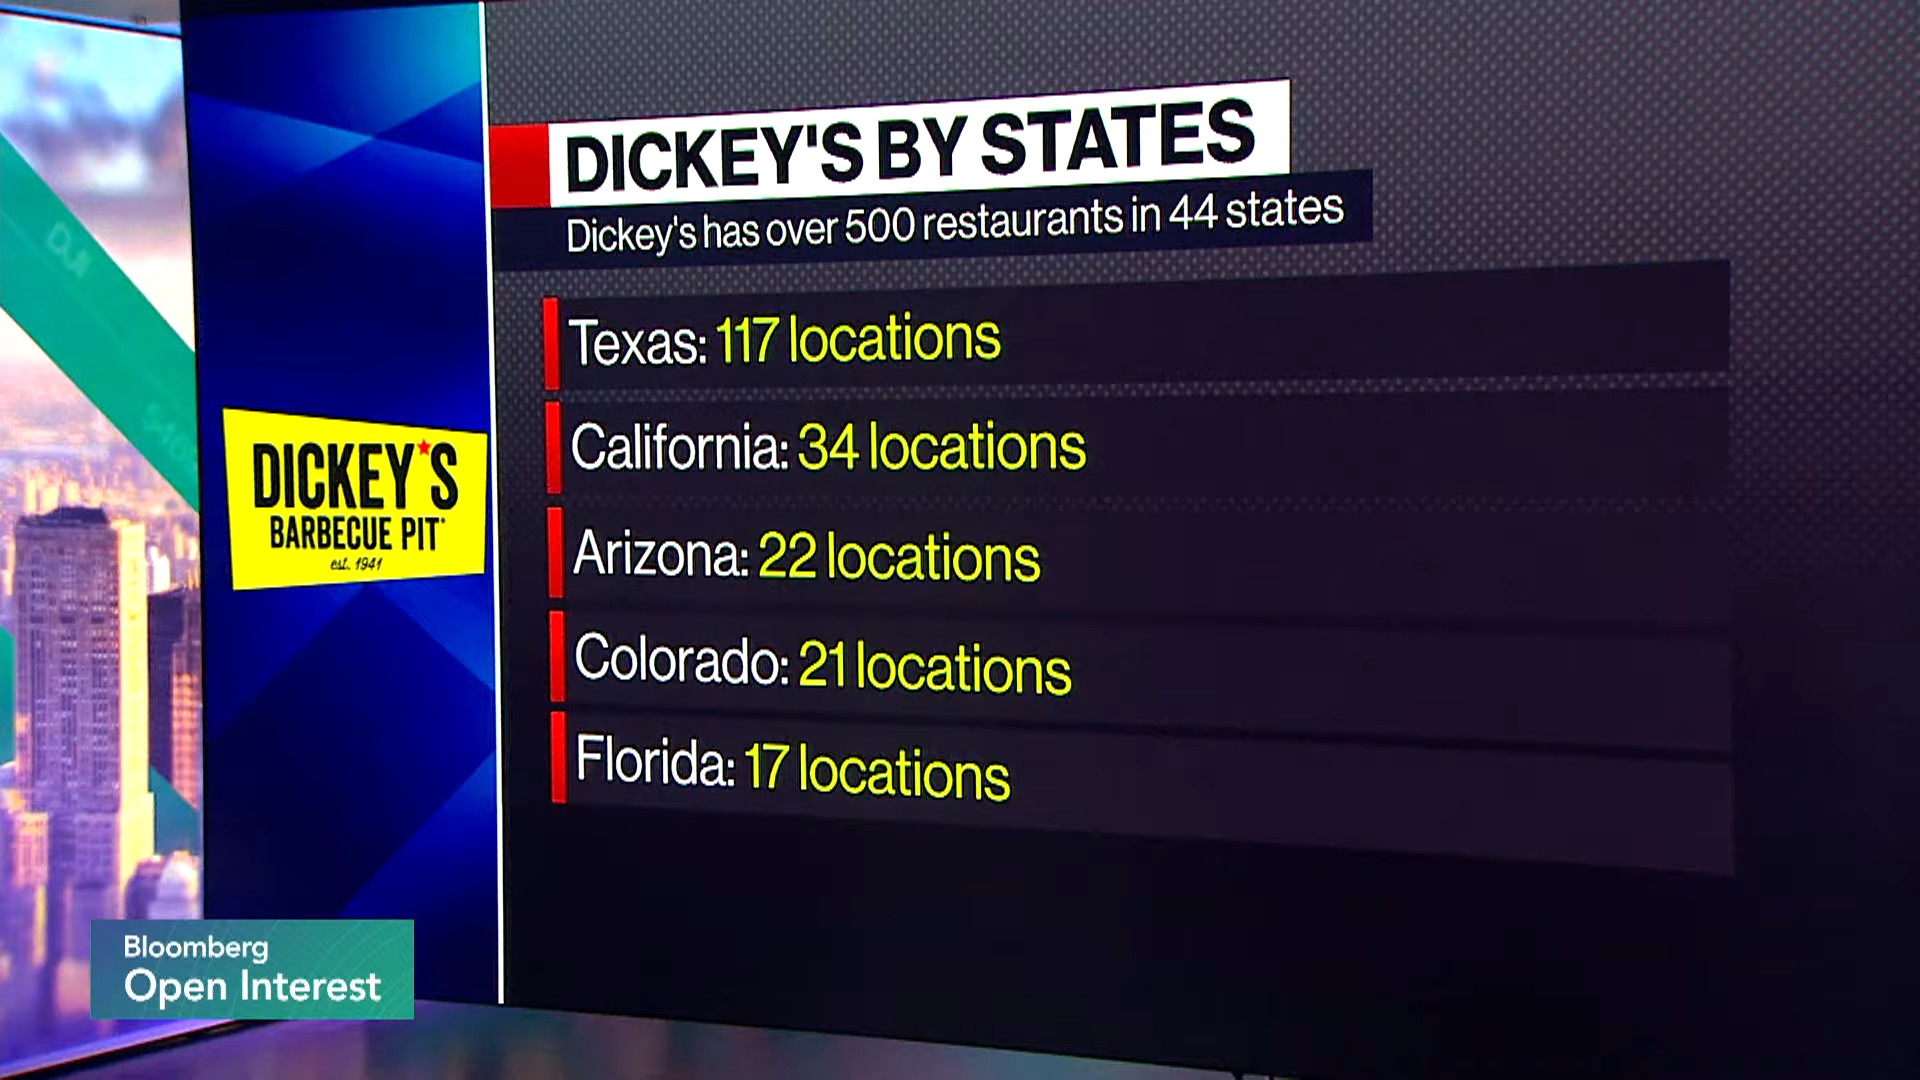 DICKEY'S BY STATES
Dickey's has over 500 restaurants in 44 states
Texas: 117 locations
California: 34 locations
Arizona: 22 locations
Colorado: 21 locations
Florida: 17 locations
DICKEY'S
BARBECUE PIT
est. 1941
DJI
Bloomberg
Open Interest